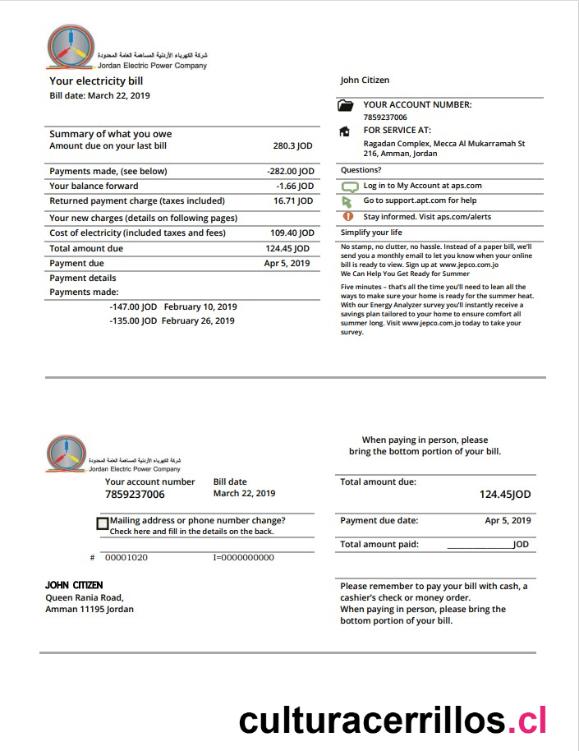 شركة الكهرباء الأردنية المساهمة العامة المحدودة
Jordan Electric Power Company
Your electricity bill
Bill date: March 22, 2019
Summary of what you owe
Amount due on your last bill 280.3 JOD
Payments made, (see below) -282.00 JOD
Your balance forward -1.66 JOD
Returned payment charge (taxes included) 16.71 JOD
Your new charges (details on following pages)
Cost of electricity (included taxes and fees) 109.40 JOD
Total amount due 124.45 JOD
Payment due Apr 5, 2019
Payment details
Payments made:
-147.00 JOD February 10, 2019
-135.00 JOD February 26, 2019
John Citizen
YOUR ACCOUNT NUMBER:
7859237006
FOR SERVICE AT:
Ragadan Complex, Mecca Al Mukarramah St
216, Amman, Jordan
Questions?
Log in to My Account at aps.com
Go to support.apt.com for help
Stay informed. Visit aps.com/alerts
Simplify your life
No stamp, no clutter, no hassle. Instead of a paper bill, we'll
send you a monthly email to let you know when your online
bill is ready to view. Sign up at www.jepco.com.jo
We Can Help You Get Ready for Summer
Five minutes – that's all the time you'll need to lean all the
ways to make sure your home is ready for the summer heat.
With our Energy Analyzer survey you'll instantly receive a
savings plan tailored to your home to ensure comfort all
summer long. Visit www.jepco.com.jo today to take your
survey.
شركة الكهرباء الأردنية المساهمة العامة المحدودة
Jordan Electric Power Company
Your account number Bill date
7859237006 March 22, 2019
Mailing address or phone number change?
Check here and fill in the details on the back.
# 00001020 I=0000000000
JOHN CITIZEN
Queen Rania Road,
Amman 11195 Jordan
When paying in person, please
bring the bottom portion of your bill.
Total amount due:
124.45JOD
Payment due date: Apr 5, 2019
Total amount paid: ______________JOD
Please remember to pay your bill with cash, a
cashier's check or money order.
When paying in person, please bring the
bottom portion of your bill.
culturacerrillos.cl